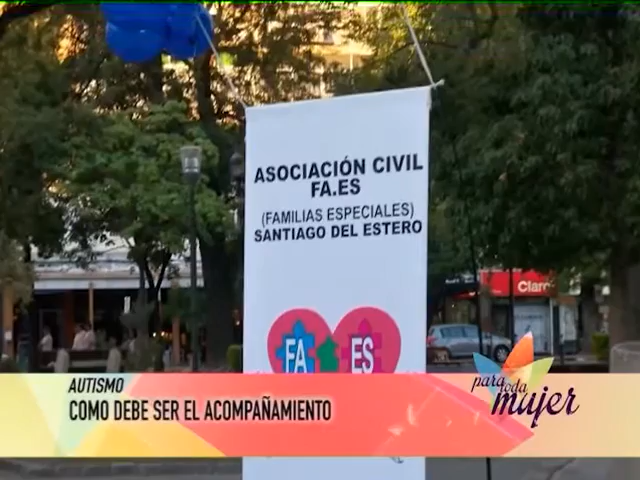 ASOCIACIÓN CIVIL
FA.ES
(FAMILIAS ESPECIALES)
SANTIAGO DEL ESTERO
Claro
FA ES
AUTISMO
COMO DEBE SER EL ACOMPAÑAMIENTO
para
toda
mujer